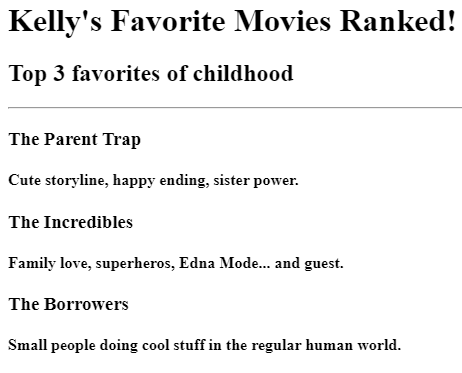 Kelly's Favorite Movies Ranked!
Top 3 favorites of childhood
The Parent Trap
Cute storyline, happy ending, sister power.
The Incredibles
Family love, superheros, Edna Mode... and guest.
The Borrowers
Small people doing cool stuff in the regular human world.